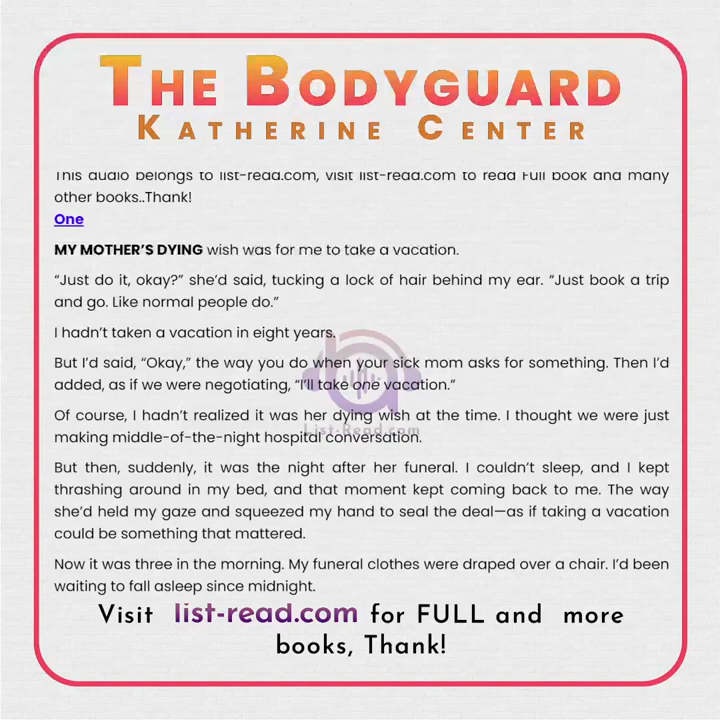 THE BODYGUARD
KATHERINE CENTER
This audio belongs to list-read.com, visit list-read.com to read Full book and many
other books..Thank!
One
MY MOTHER'S DYING wish was for me to take a vacation.
“Just do it, okay?” she’d said, tucking a lock of hair behind my ear. “Just book a trip
and go. Like normal people do.”
I hadn’t taken a vacation in eight years.
But I’d said, “Okay,” the way you do when your sick mom asks for something. Then I’d
added, as if we were negotiating, “I’ll take one vacation.”
Of course, I hadn’t realized it was her dying wish at the time. I thought we were just
making middle-of-the-night hospital conversation.
List-Read.com
But then, suddenly, it was the night after her funeral. I couldn’t sleep, and I kept
thrashing around in my bed, and that moment kept coming back to me. The way
she’d held my gaze and squeezed my hand to seal the deal—as if taking a vacation
could be something that mattered.
Now it was three in the morning. My funeral clothes were draped over a chair. I’d been
waiting to fall asleep since midnight.
Visit list-read.com for FULL and more
books, Thank!